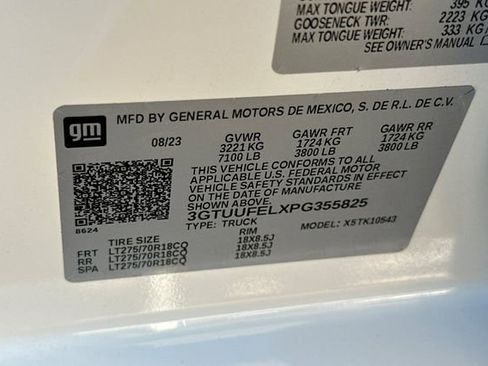 395 KG
MAX TONGUE WEIGHT:
GOOSENECK TWR: 2223 KG
MAX TONGUE WEIGHT: 333 KG/
SEE OWNER'S MANUAL
gm
MFD BY GENERAL MOTORS DE MEXICO, S. DE R.L. DE C.V.
08/23 GVWR GAWR FRT GAWR RR
3221 KG 1724 KG 1724 KG
7100 LB 3800 LB 3800 LB
THIS VEHICLE CONFORMS TO ALL
APPLICABLE U.S. FEDERAL MOTOR
VEHICLE SAFETY STANDARDS IN
EFFECT ON THE DATE OF MANUFACTURE
SHOWN ABOVE.
3GTUUFELXPG355825
8624
TYPE: TRUCK MODEL: X5TK10543
TIRE SIZE RIM
FRT LT275/70R18CQ 18X8.5J
RR LT275/70R18CQ 18X8.5J
SPA LT275/70R18CQ 18X8.5J